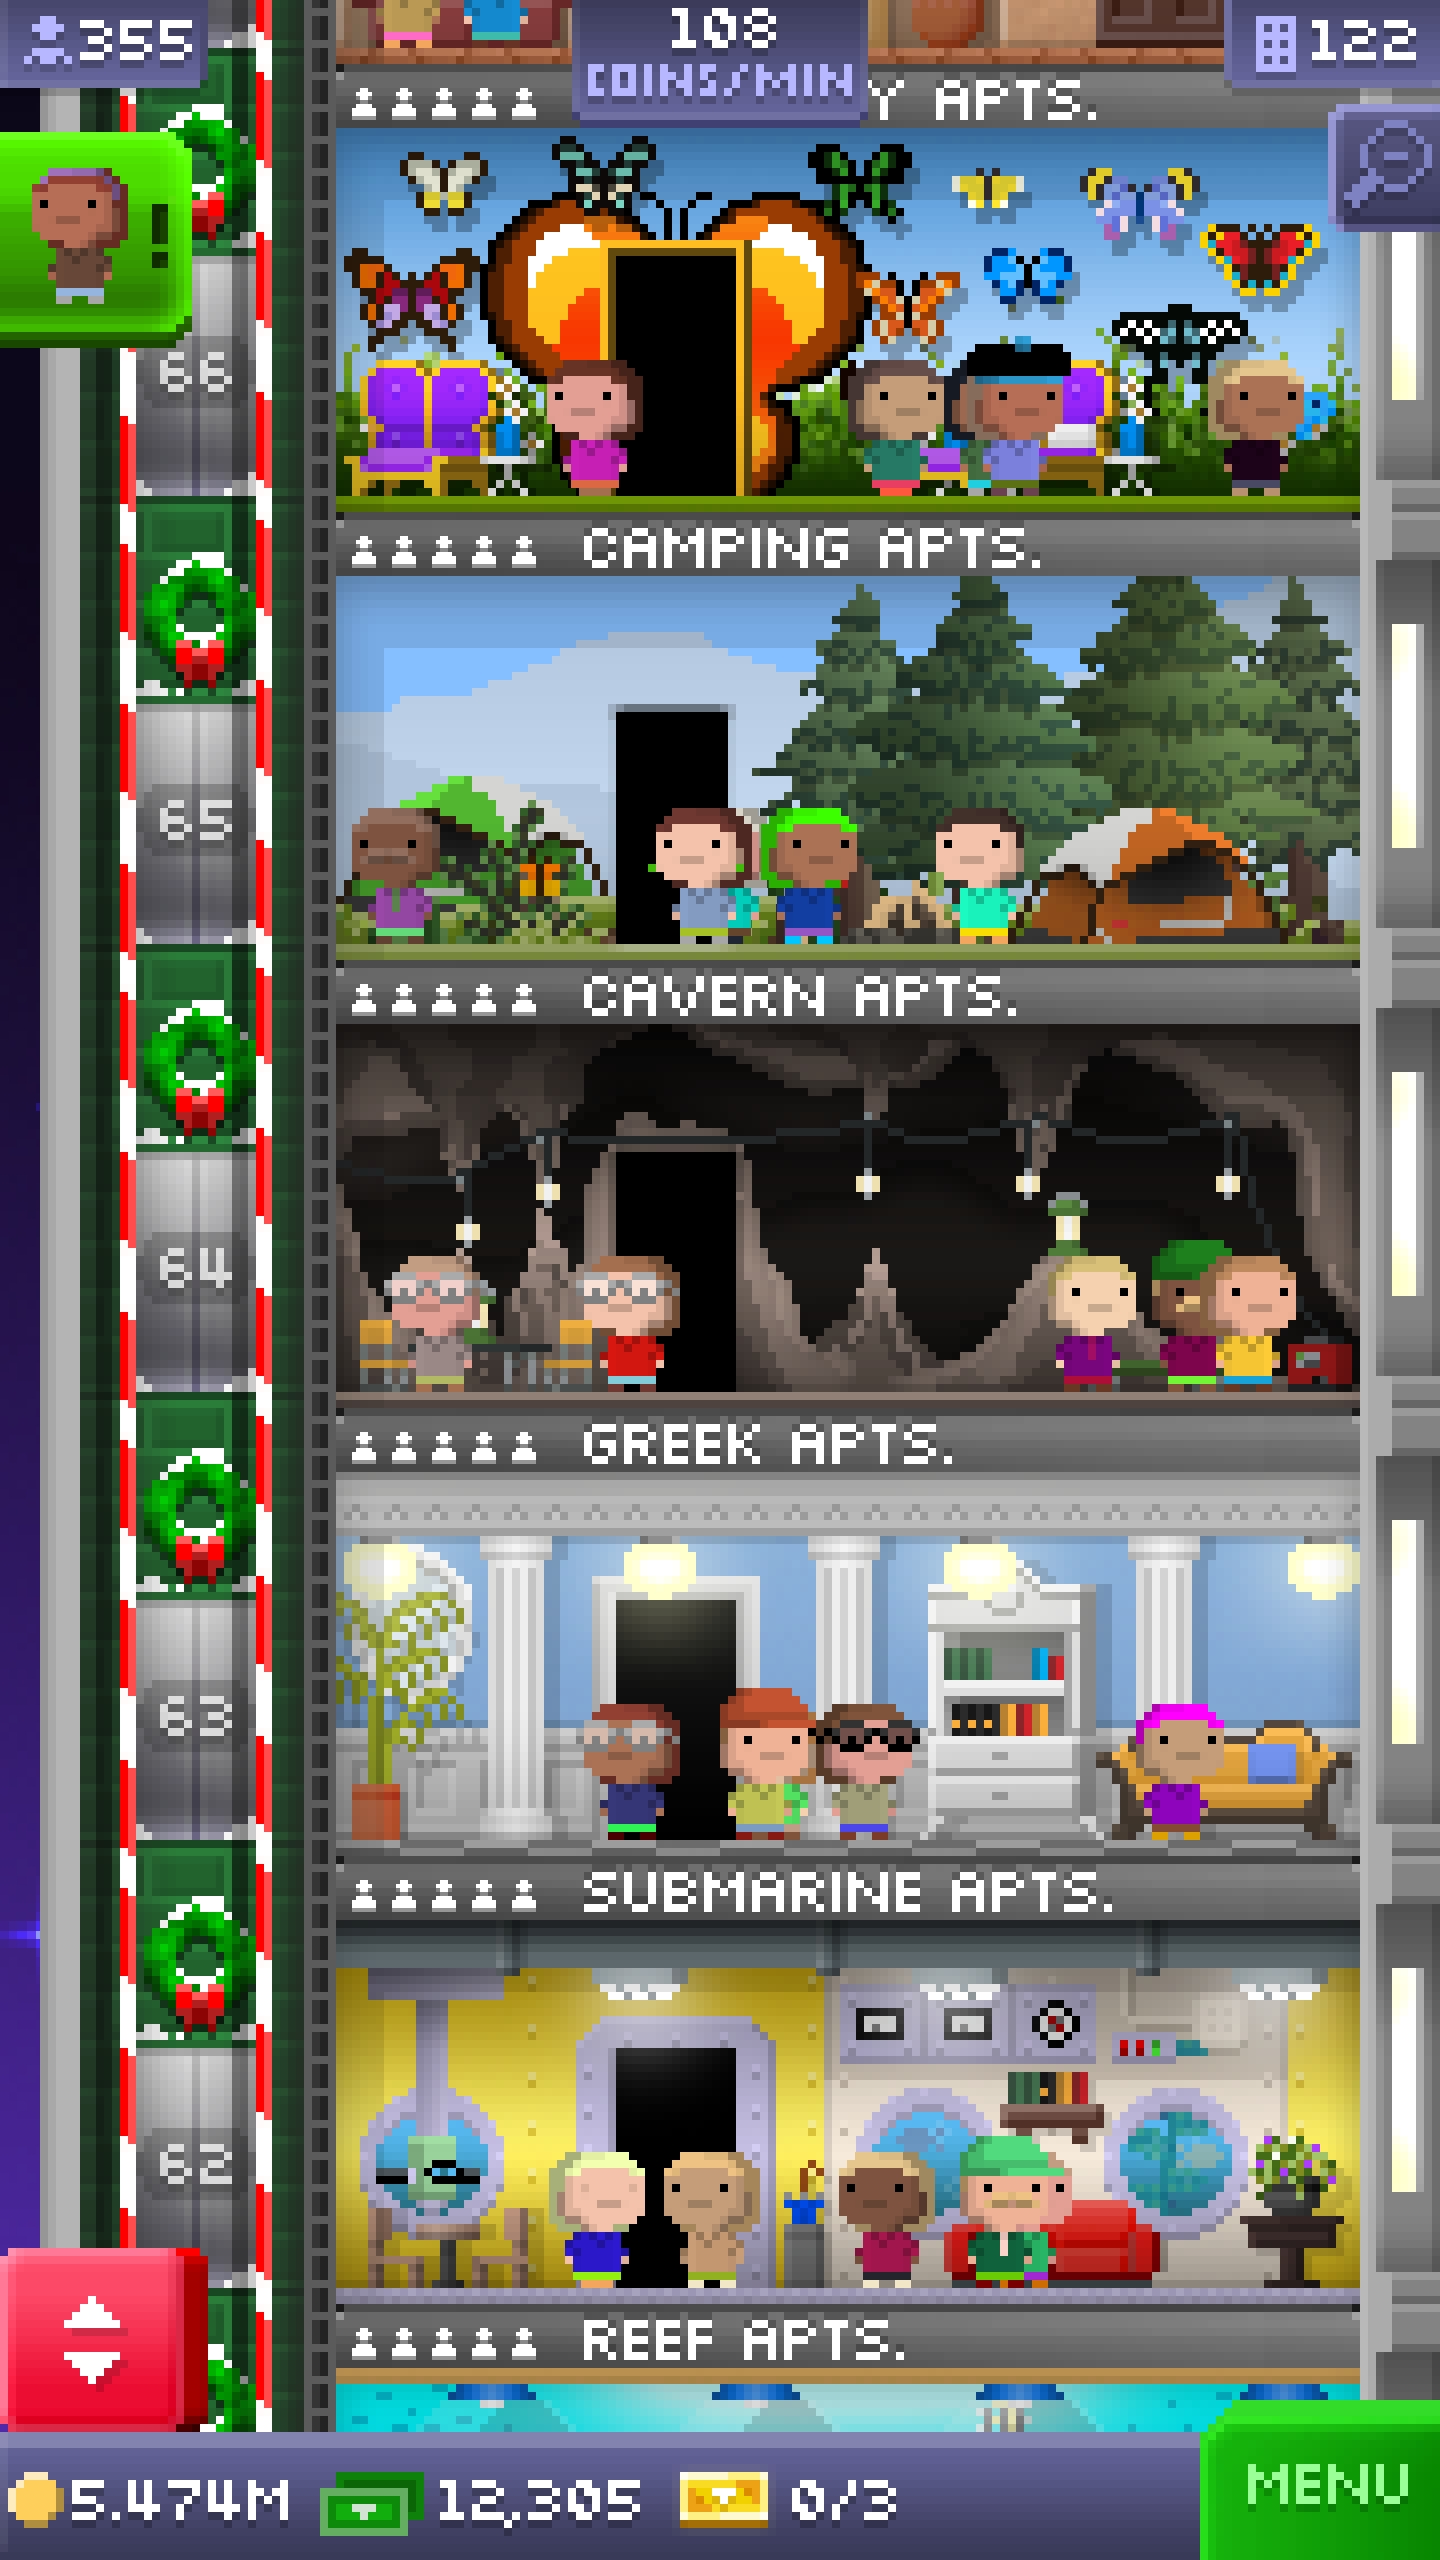 355
108
COINS/MIN
122
Y APTS.
!
66
CAMPING APTS.
65
CAVERN APTS.
64
GREEK APTS.
63
SUBMARINE APTS.
62
REEF APTS.
5.474M 12,305 0/3
MENU